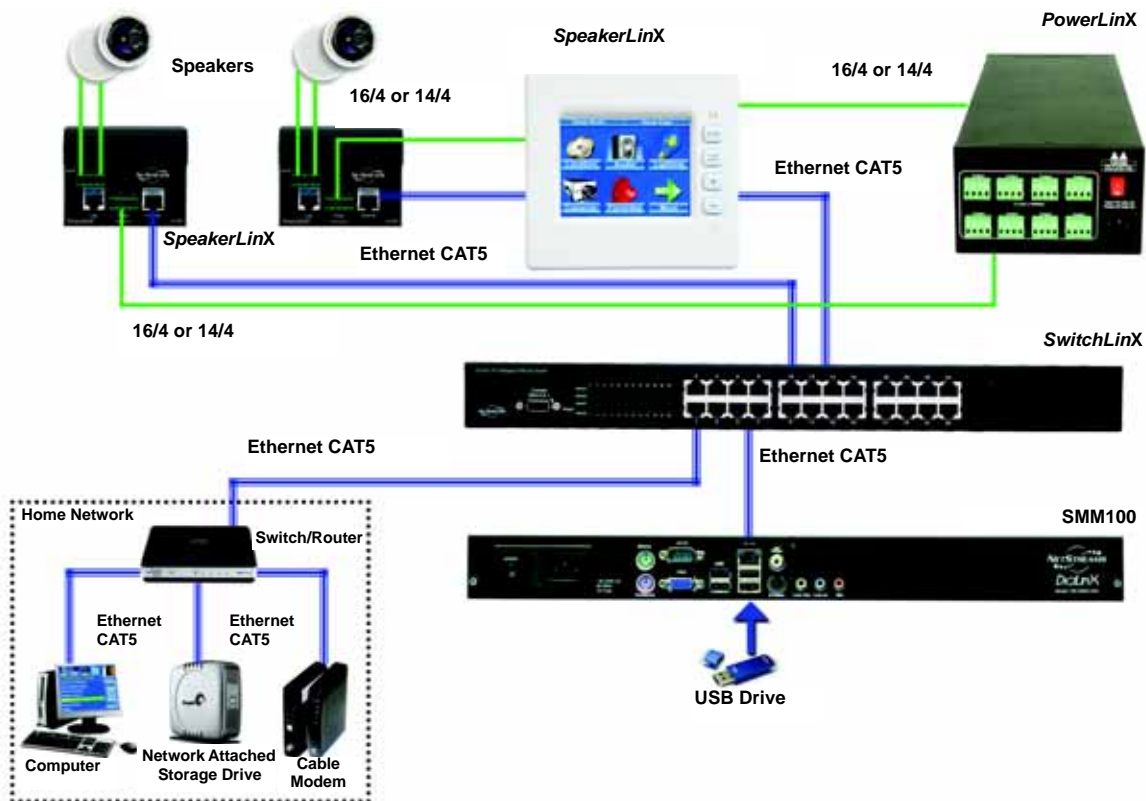 SpeakerLinX
PowerLinX
Speakers
16/4 or 14/4
16/4 or 14/4
Ethernet CAT5
SpeakerLinX
Ethernet CAT5
16/4 or 14/4
SwitchLinX
Ethernet CAT5
Ethernet CAT5
Home Network
Switch/Router
SMM100
NETSTREAMS
DigiLinX
Ethernet
CAT5
Ethernet
CAT5
USB Drive
Computer
Network Attached
Storage Drive
Cable
Modem